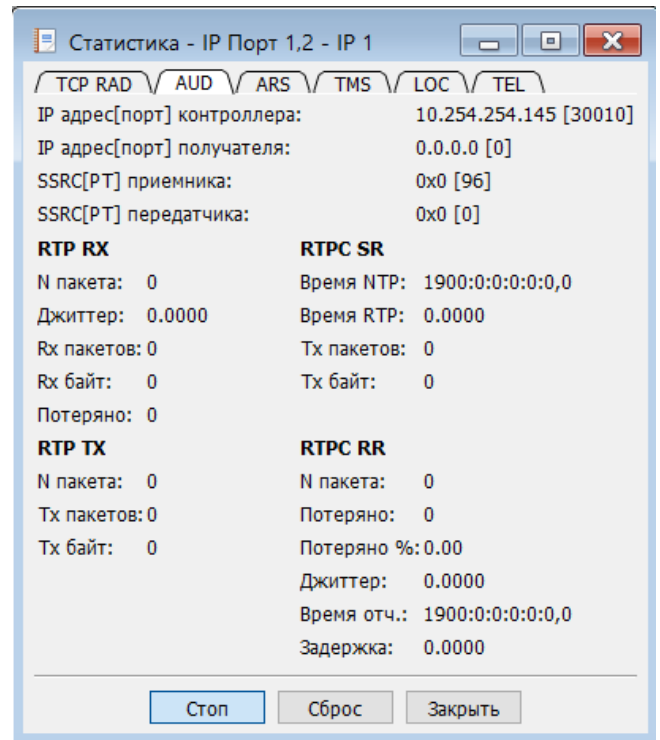 Статистика - IP Порт 1,2 - IP 1
TCP RAD AUD ARS TMS LOC TEL
IP адрес[порт] контроллера: 10.254.254.145 [30010]
IP адрес[порт] получателя: 0.0.0.0 [0]
SSRC[PT] приемника: 0x0 [96]
SSRC[PT] передатчика: 0x0 [0]
RTP RX RTPC SR
N пакета: 0 Время NTP: 1900:0:0:0:0:0,0
Джиттер: 0.0000 Время RTP: 0.0000
Rx пакетов: 0 Tx пакетов: 0
Rx байт: 0 Tx байт: 0
Потеряно: 0
RTP TX RTPC RR
N пакета: 0 N пакета: 0
Tx пакетов: 0 Потеряно: 0
Tx байт: 0 Потеряно %: 0.00
Джиттер: 0.0000
Время отч.: 1900:0:0:0:0:0,0
Задержка: 0.0000
Стоп Сброс Закрыть